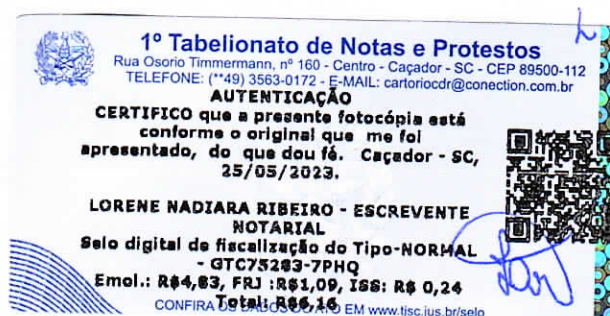 1º Tabelionato de Notas e Protestos
Rua Osorio Timmermann, nº 160 - Centro - Caçador - SC - CEP 89500-112
TELEFONE: (**49) 3563-0172 - E-MAIL: cartoriocdr@conection.com.br
AUTENTICAÇÃO
CERTIFICO que a presente fotocópia está
conforme o original que me foi
apresentado, do que dou fé. Caçador - SC,
25/05/2023.
LORENE NADIARA RIBEIRO - ESCREVENTE
NOTARIAL
Selo digital de fiscalização do Tipo-NORMAL
- GTC75283-7PHQ
Emol.: R$4,83, FRJ :R$1,09, ISS: R$ 0,24
Total: R$6,16
CONFIRA OS DADOS DO ATO EM www.tjsc.jus.br/selo